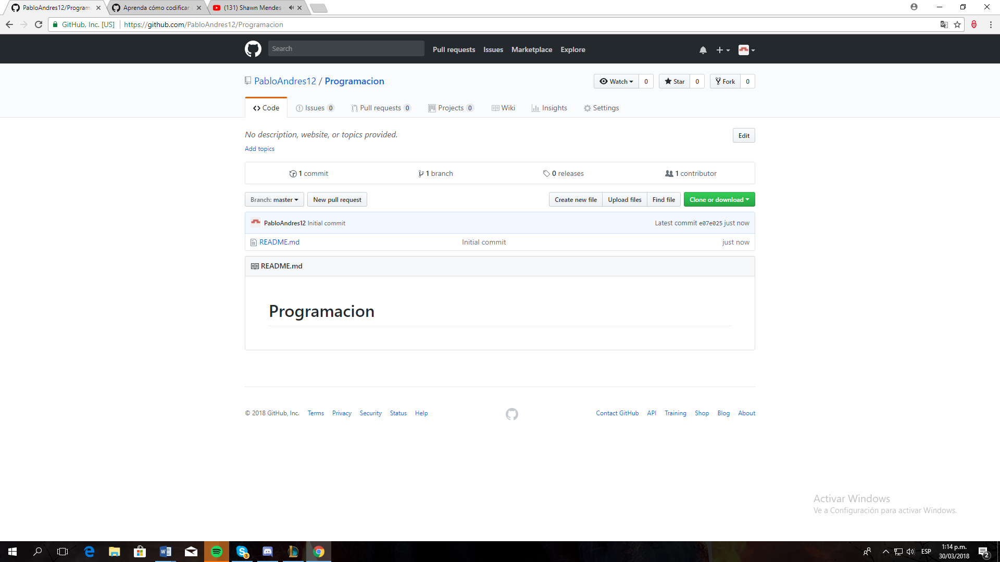 PabloAndres12/Program
Aprenda cómo codificar
(131) Shawn Mendes
GitHub, Inc. [US]
https://github.com/PabloAndres12/Programacion
Search
Pull requests
Issues
Marketplace
Explore
PabloAndres12 / Programacion
Watch 0
Star 0
Fork 0
Code
Issues 0
Pull requests 0
Projects 0
Wiki
Insights
Settings
No description, website, or topics provided.
Edit
Add topics
1 commit
1 branch
0 releases
1 contributor
Branch: master
New pull request
Create new file
Upload files
Find file
Clone or download
PabloAndres12 Initial commit
Latest commit e07e025 just now
README.md
Initial commit
just now
README.md
Programacion
© 2018 GitHub, Inc.
Terms
Privacy
Security
Status
Help
Contact GitHub
API
Training
Shop
Blog
About
Activar Windows
Ve a Configuración para activar Windows.
3
ESP
1:14 p.m.
30/03/2018
2